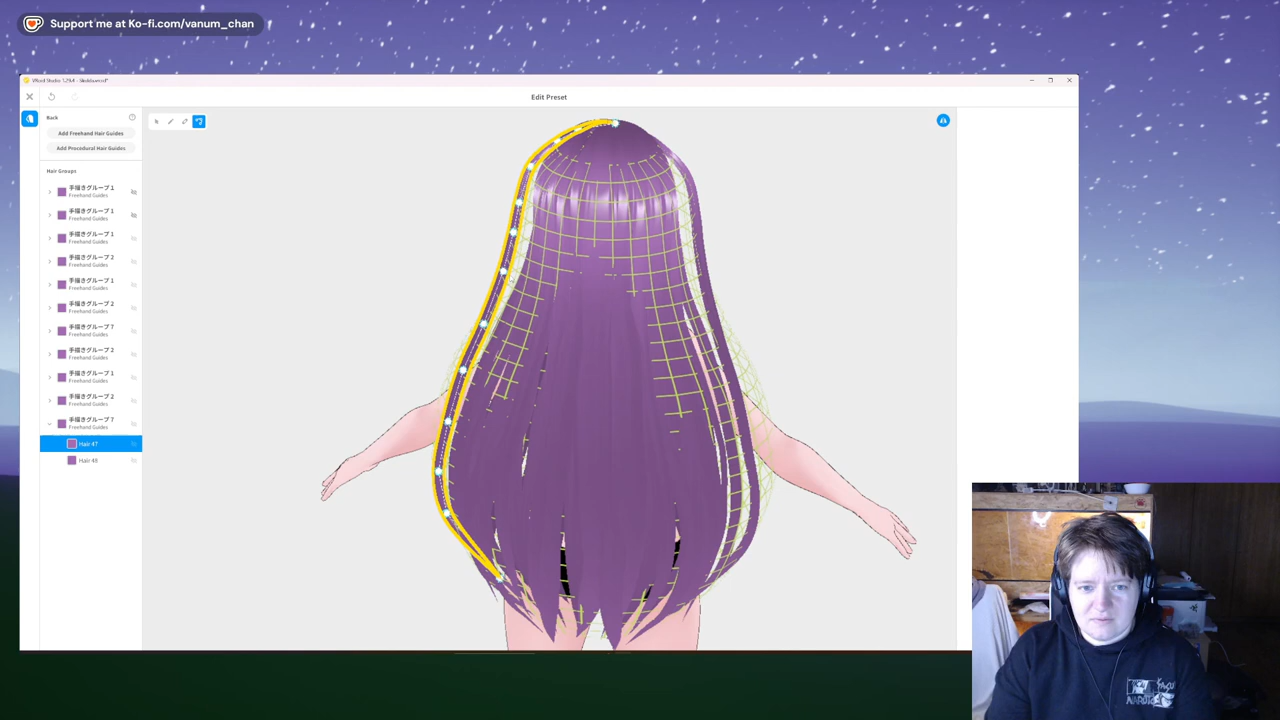 Support me at Ko-fi.com/vanum_chan
Edit Preset
Back
Add Freehand Hair Guides
Add Procedural Hair Guides
Hair Groups
手描きグループ 1
Freehand Guides
手描きグループ 1
Freehand Guides
手描きグループ 1
Freehand Guides
手描きグループ 2
Freehand Guides
手描きグループ 1
Freehand Guides
手描きグループ 2
Freehand Guides
手描きグループ 7
Freehand Guides
手描きグループ 2
Freehand Guides
手描きグループ 1
Freehand Guides
手描きグループ 2
Freehand Guides
手描きグループ 7
Freehand Guides
Hair 47
Hair 48